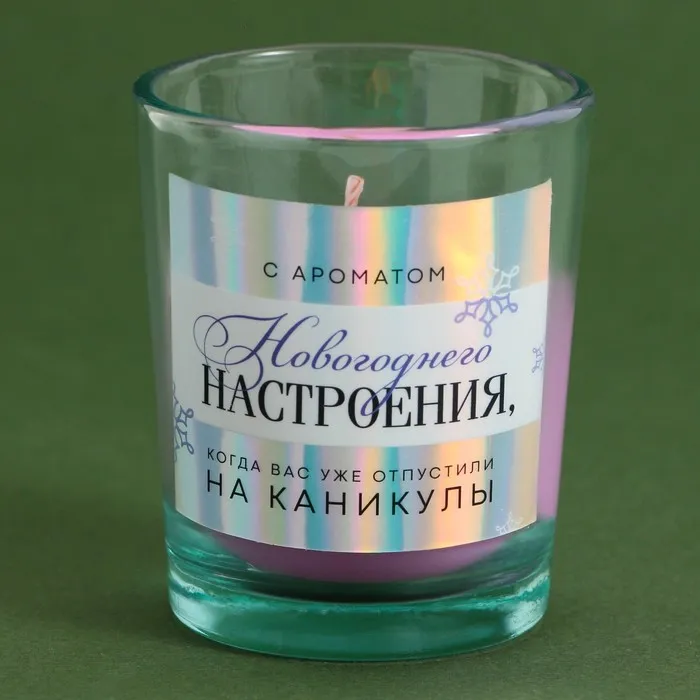 С АРОМАТОМ
Новогоднего
НАСТРОЕНИЯ,
КОГДА ВАС УЖЕ ОТПУСТИЛИ
НА КАНИКУЛЫ